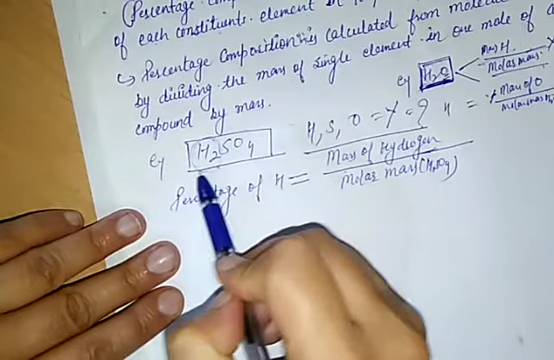 (Percentage
of each constituents element in
↳ Percentage composition is calculated from
by dividing the mass of single element in one mole of a
compound by mass.
eg H₂O mass H. / Molar mass
Mass of O
eg H₂SO₄ H, S, O = % = ?
Percentage of H = Mass of Hydrogen / Molar mass (H₂SO₄)